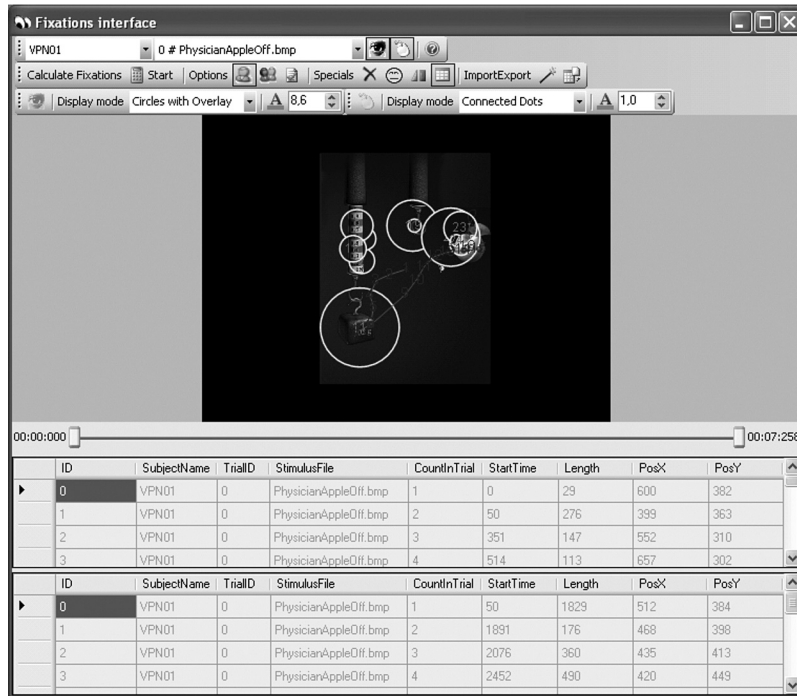 Fixations interface
VPN01 0 # PhysicianAppleOff.bmp
Calculate Fixations Start Options Specials ImportExport
Display mode Circles with Overlay A 8,6 Display mode Connected Dots A 1,0
00:00:000 00:07:258
ID SubjectName TrialID StimulusFile CountInTrial StartTime Length PosX PosY
0 VPN01 0 PhysicianAppleOff.bmp 1 0 29 600 382
1 VPN01 0 PhysicianAppleOff.bmp 2 50 276 399 363
2 VPN01 0 PhysicianAppleOff.bmp 3 351 147 552 310
3 VPN01 0 PhysicianAppleOff.bmp 4 514 113 657 302
ID SubjectName TrialID StimulusFile CountInTrial StartTime Length PosX PosY
0 VPN01 0 PhysicianAppleOff.bmp 1 50 1829 512 384
1 VPN01 0 PhysicianAppleOff.bmp 2 1891 176 468 398
2 VPN01 0 PhysicianAppleOff.bmp 3 2076 360 435 413
3 VPN01 0 PhysicianAppleOff.bmp 4 2452 490 420 449